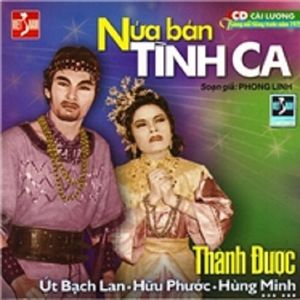 CD CẢI LƯƠNG
Nửa bản
TÌNH CA
Soạn giả: PHONG LINH
Thanh Được
Út Bạch Lan - Hữu Phước - Hùng Minh
... ...